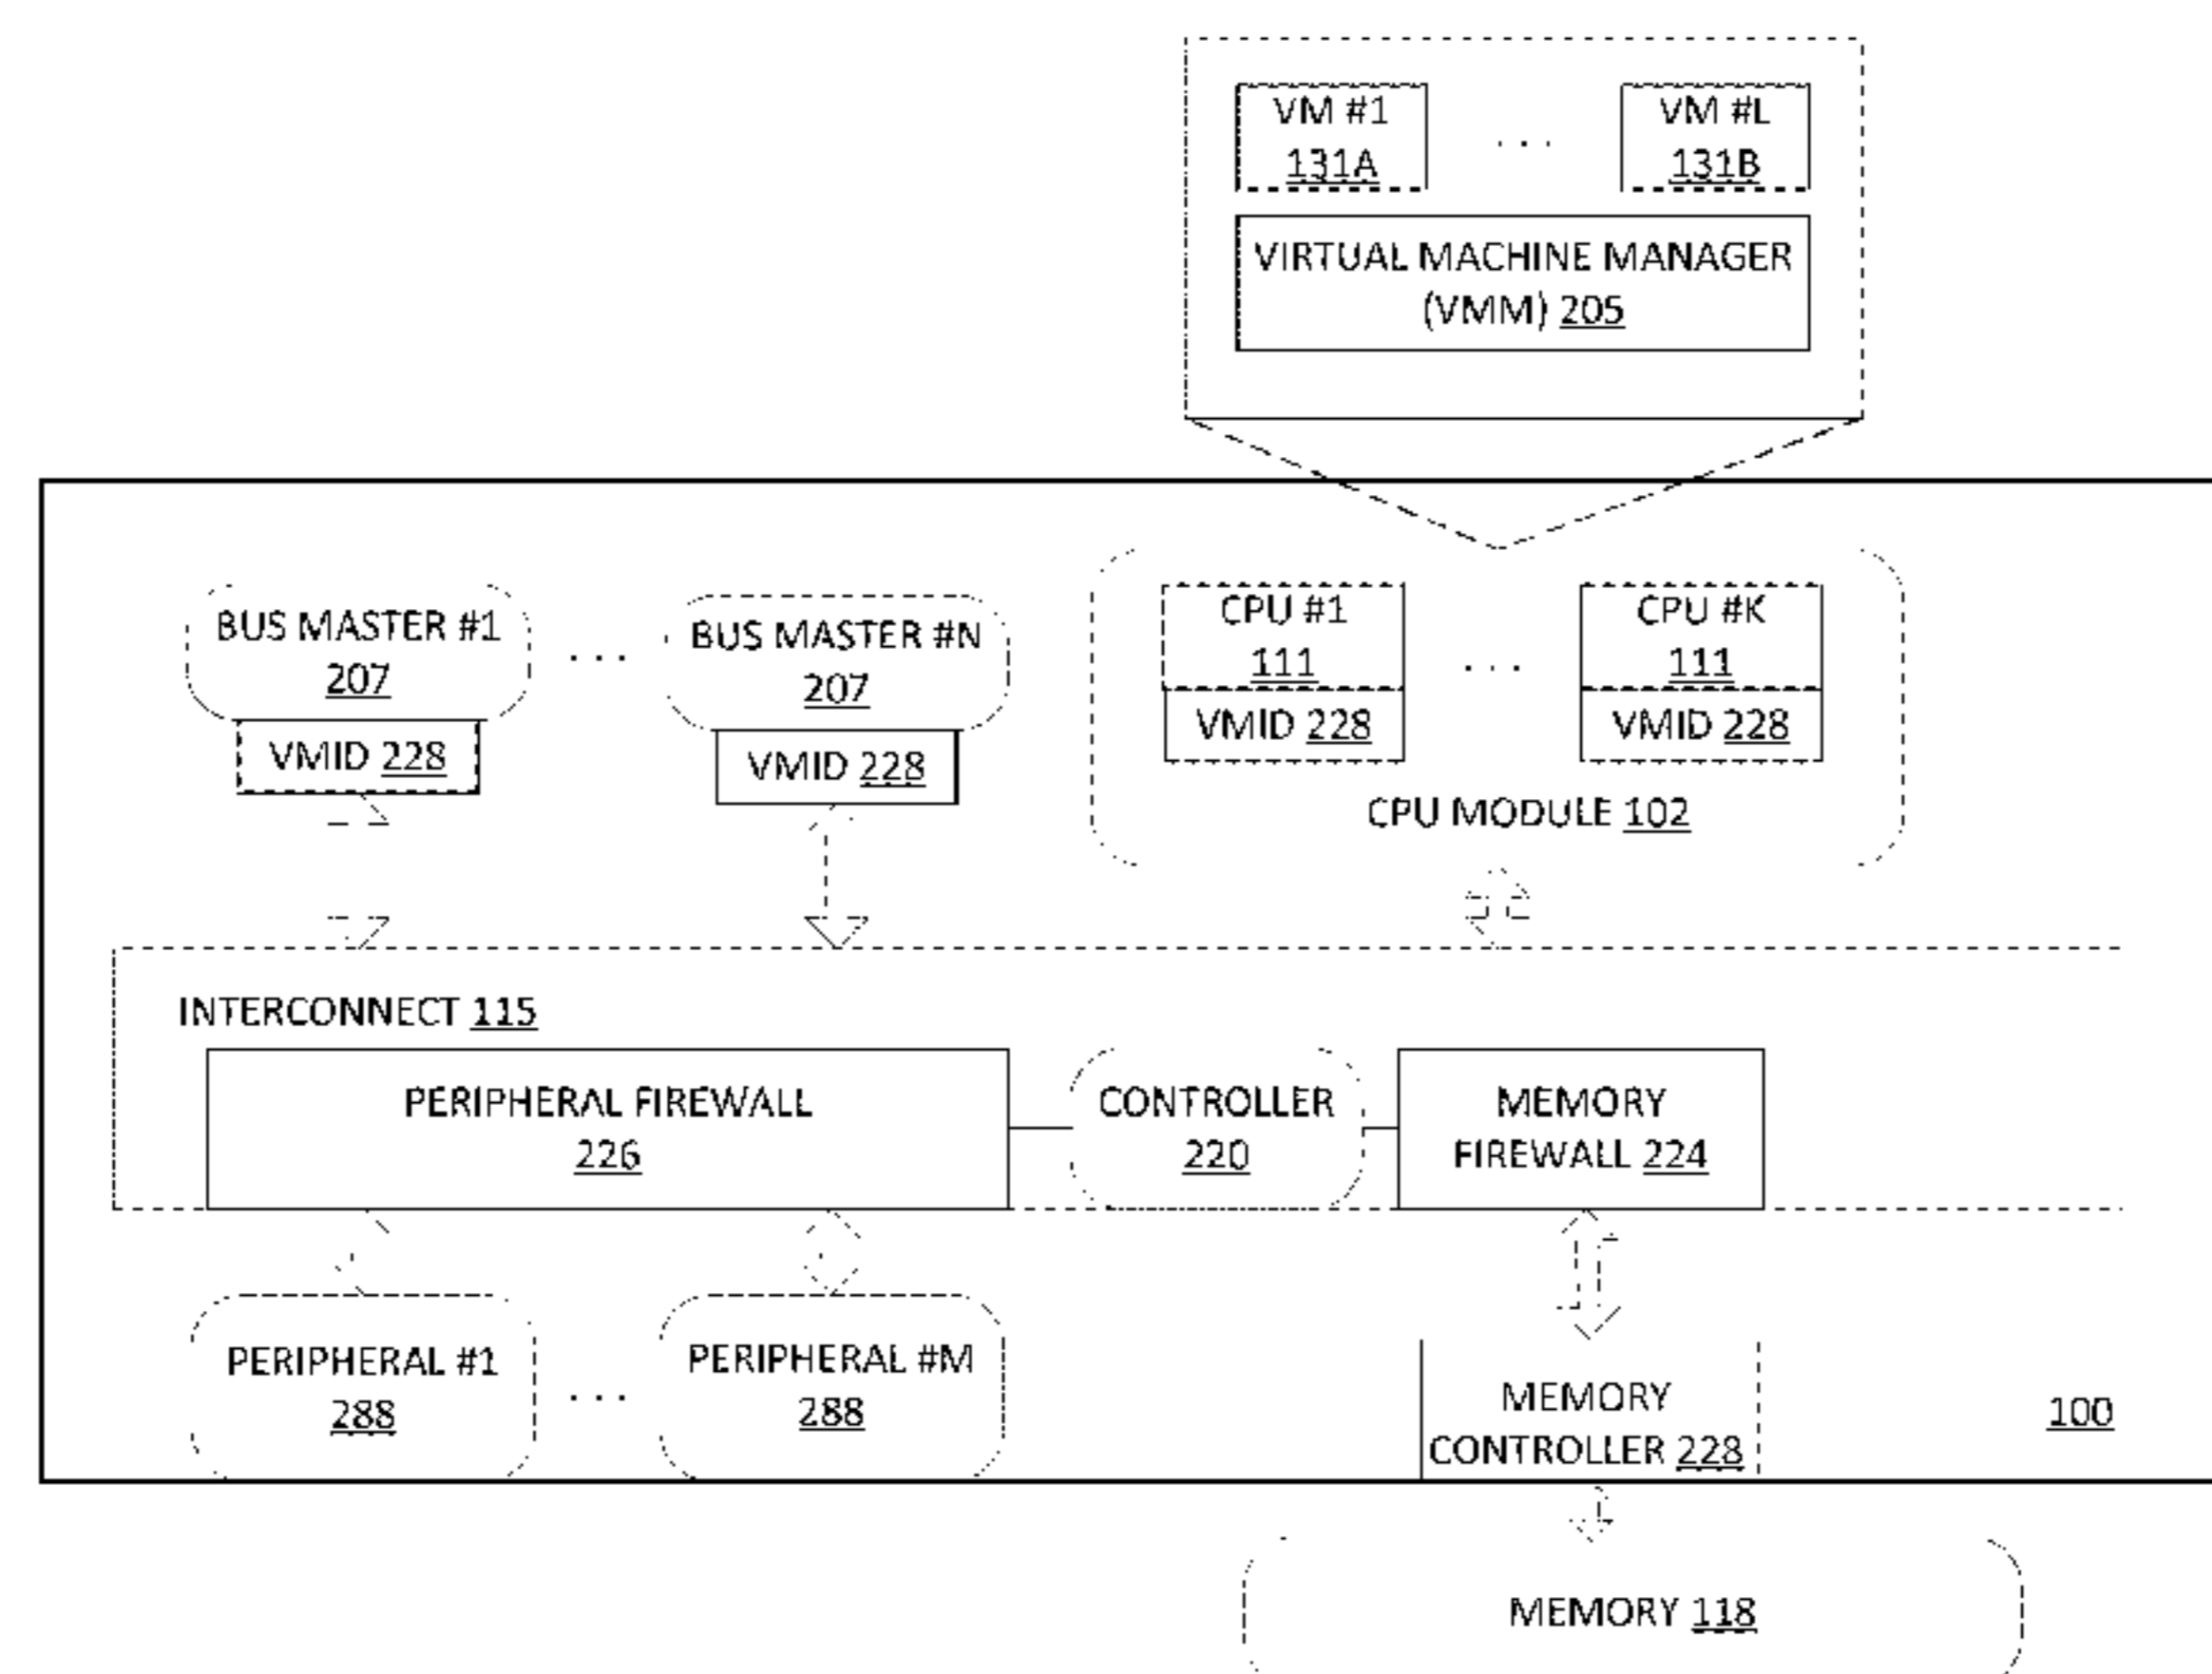 VM #1
131A
. . .
VM #L
131B
VIRTUAL MACHINE MANAGER
(VMM) 205
BUS MASTER #1
207
VMID 228
. . .
BUS MASTER #N
207
VMID 228
CPU #1
111
VMID 228
. . .
CPU #K
111
VMID 228
CPU MODULE 102
INTERCONNECT 115
PERIPHERAL FIREWALL
226
CONTROLLER
220
MEMORY
FIREWALL 224
PERIPHERAL #1
288
. . .
PERIPHERAL #M
288
MEMORY
CONTROLLER 228
100
MEMORY 118